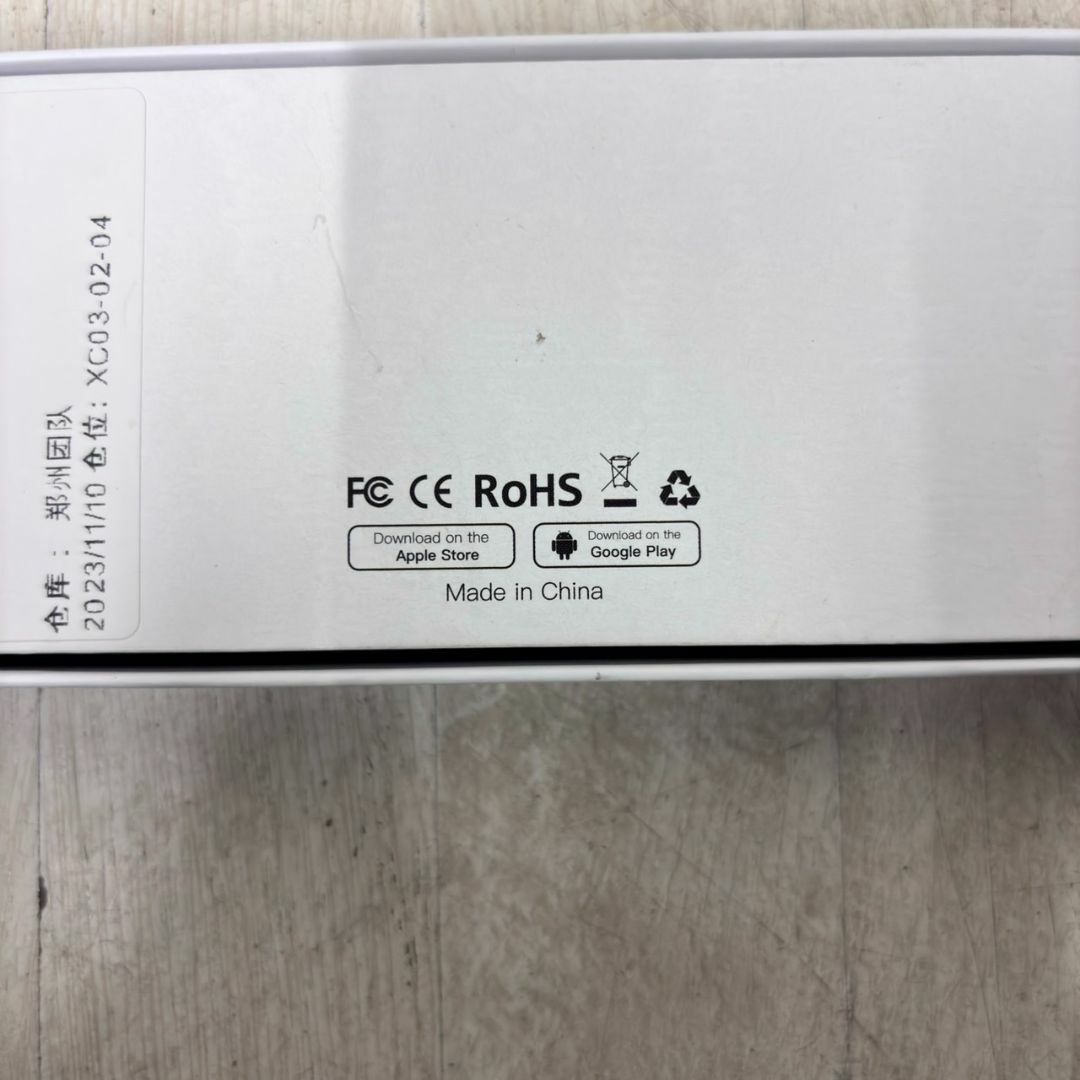 仓库 : 郑州团队
2023/11/10 仓位: XC03-02-04
FC CE RoHS
Download on the
Apple Store
Download on the
Google Play
Made in China